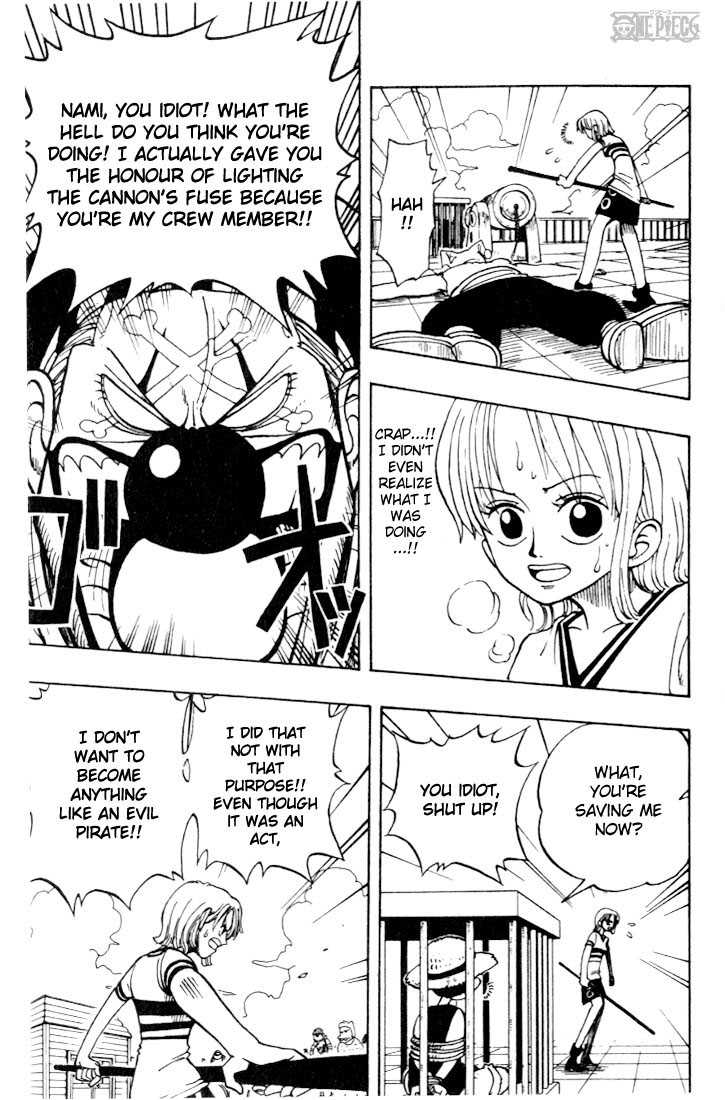 ONE PIECE
HAH
!!
NAMI, YOU IDIOT! WHAT THE
HELL DO YOU THINK YOU'RE
DOING! I ACTUALLY GAVE YOU
THE HONOUR OF LIGHTING
THE CANNON'S FUSE BECAUSE
YOU'RE MY CREW MEMBER!!
ブオッ
CRAP...!!
I DIDN'T
EVEN
REALIZE
WHAT I
WAS
DOING
...!!
WHAT,
YOU'RE
SAVING ME
NOW?
YOU IDIOT,
SHUT UP!
I DID THAT
NOT WITH
THAT
PURPOSE!!
EVEN THOUGH
IT WAS AN
ACT,
I DON'T
WANT TO
BECOME
ANYTHING
LIKE AN EVIL
PIRATE!!